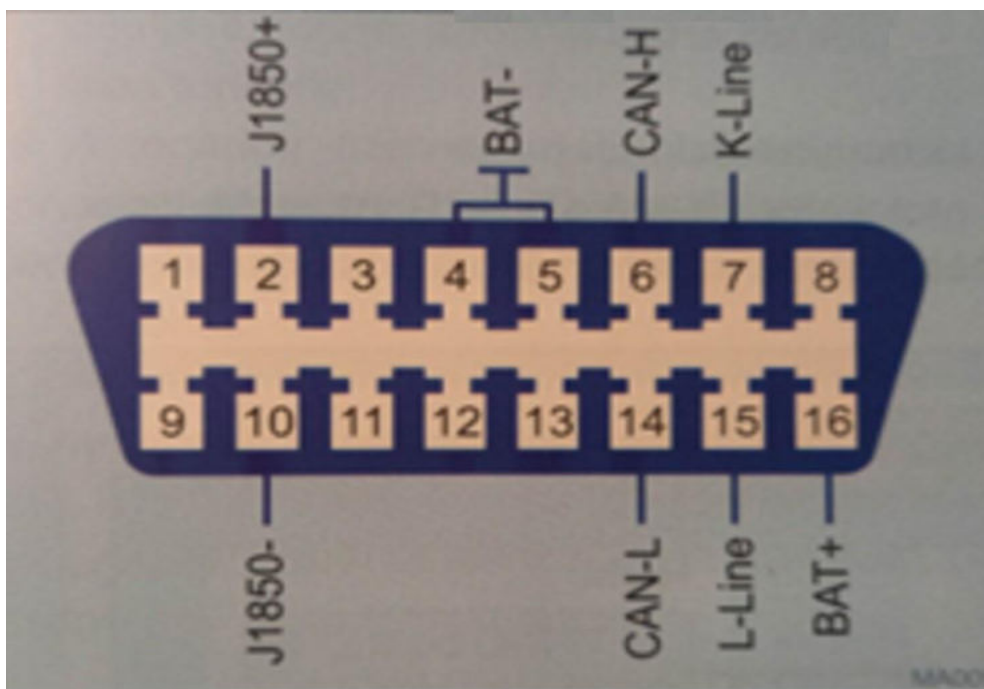 J1850+
BAT-
CAN-H
K-Line
1 2 3 4 5 6 7 8
9 10 11 12 13 14 15 16
J1850-
CAN-L
L-Line
BAT+